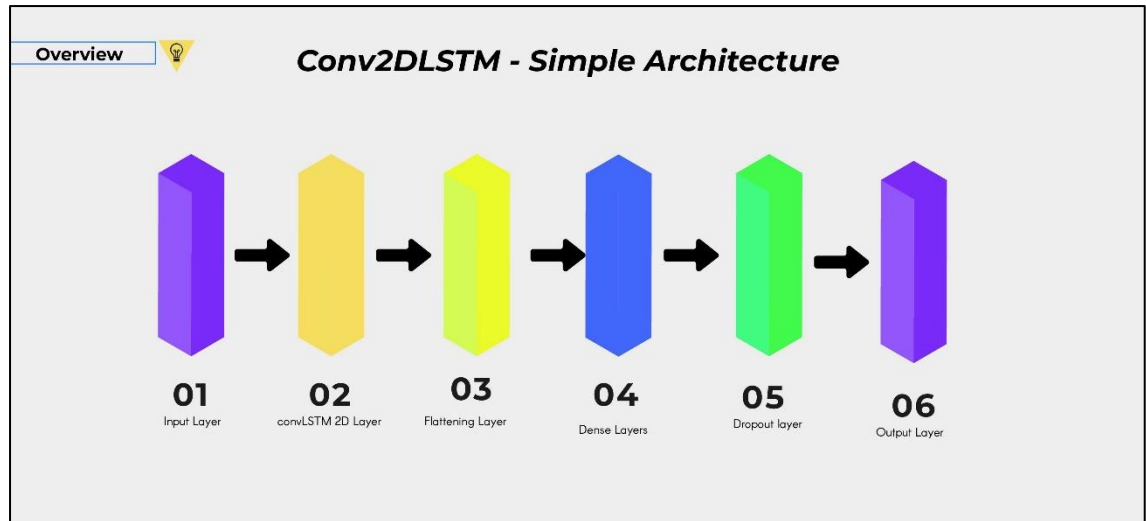 Overview
Conv2DLSTM - Simple Architecture
01
Input Layer
02
convLSTM 2D Layer
03
Flattening Layer
04
Dense Layers
05
Dropout layer
06
Output Layer